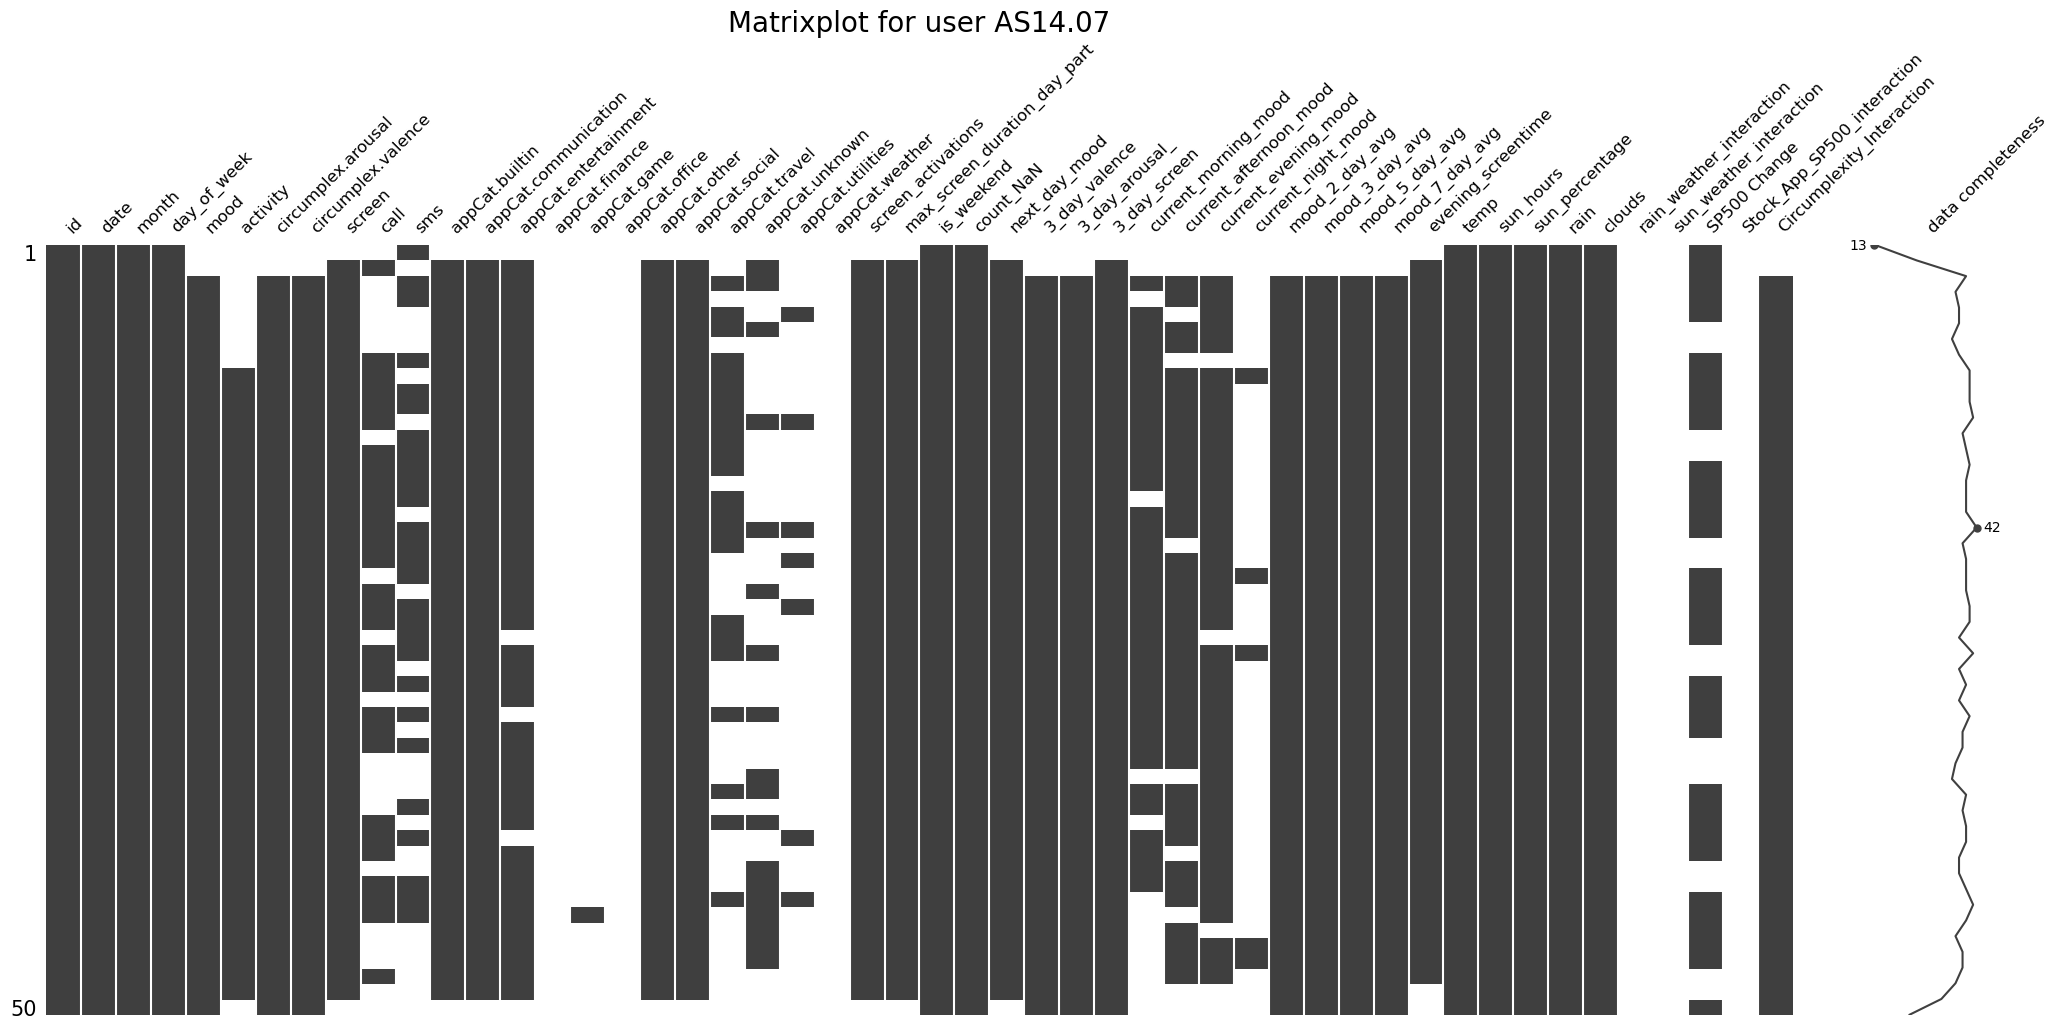 Matrixplot for user AS14.07
id
date
month
day_of_week
mood
activity
circumplex.arousal
circumplex.valence
screen
call
sms
appCat.builtin
appCat.communication
appCat.entertainment
appCat.finance
appCat.game
appCat.office
appCat.other
appCat.social
appCat.travel
appCat.unknown
appCat.utilities
appCat.weather
screen_activations
max_screen_duration_day_part
is_weekend
count_NaN
next_day_mood
3_day_valence
3_day_arousal_
3_day_screen
current_morning_mood
current_afternoon_mood
current_evening_mood
current_night_mood
mood_2_day_avg
mood_3_day_avg
mood_5_day_avg
mood_7_day_avg
evening_screentime
temp
sun_hours
sun_percentage
rain
clouds
rain_weather_interaction
sun_weather_interaction
SP500 Change
Stock_App_SP500_interaction
Circumplexity_Interaction
data completeness
1
13
42
50